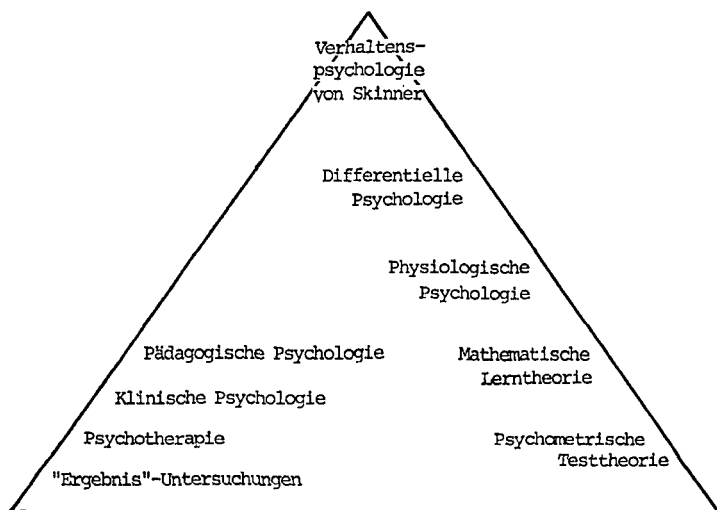 Verhaltens-
psychologie
von Skinner
Differentielle
Psychologie
Physiologische
Psychologie
Pädagogische Psychologie
Mathematische
Lerntheorie
Klinische Psychologie
Psychotherapie
Psychometrische
Testtheorie
"Ergebnis"-Untersuchungen